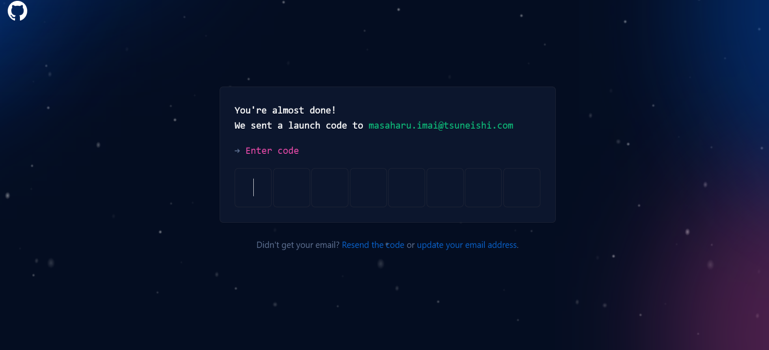 You're almost done!
We sent a launch code to masaharu.imai@tsuneishi.com
→ Enter code
Didn't get your email? Resend the code or update your email address.